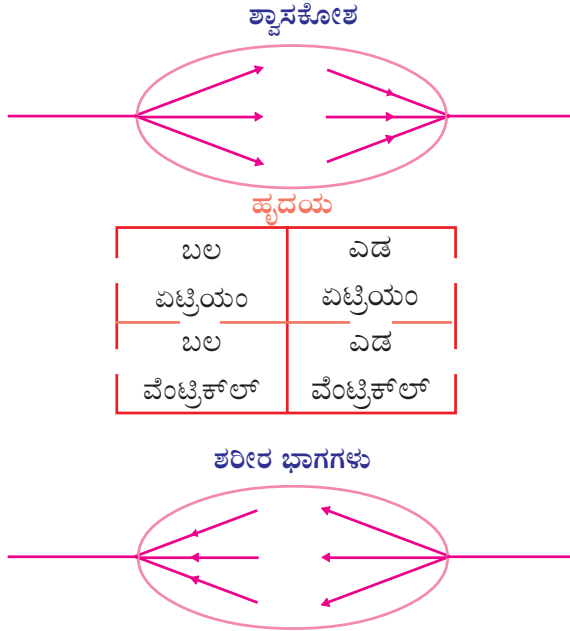 ಶ್ವಾಸಕೋಶ
ಹೃದಯ
ಬಲ ಎಡ
ಏಟ್ರಿಯಂ ಏಟ್ರಿಯಂ
ಬಲ ಎಡ
ವೆಂಟ್ರಿಕ್‌ಲ್ ವೆಂಟ್ರಿಕ್‌ಲ್
ಶರೀರ ಭಾಗಗಳು